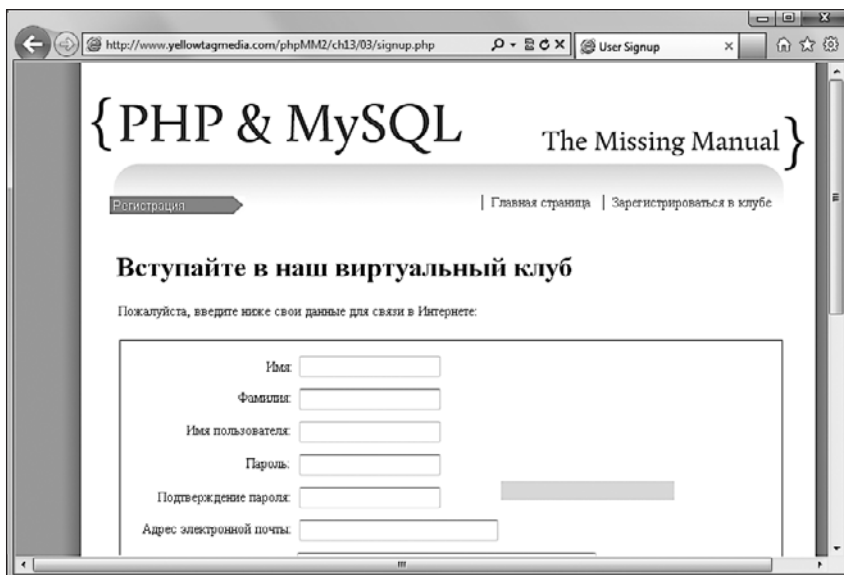 http://www.yellowtagmedia.com/phpMM2/ch13/03/signup.php
User Signup
{PHP & MySQL
The Missing Manual}
Регистрация
Главная страница | Зарегистрироваться в клубе
Вступайте в наш виртуальный клуб
Пожалуйста, введите ниже свои данные для связи в Интернете:
Имя:
Фамилия:
Имя пользователя:
Пароль:
Подтверждение пароля:
Адрес электронной почты: